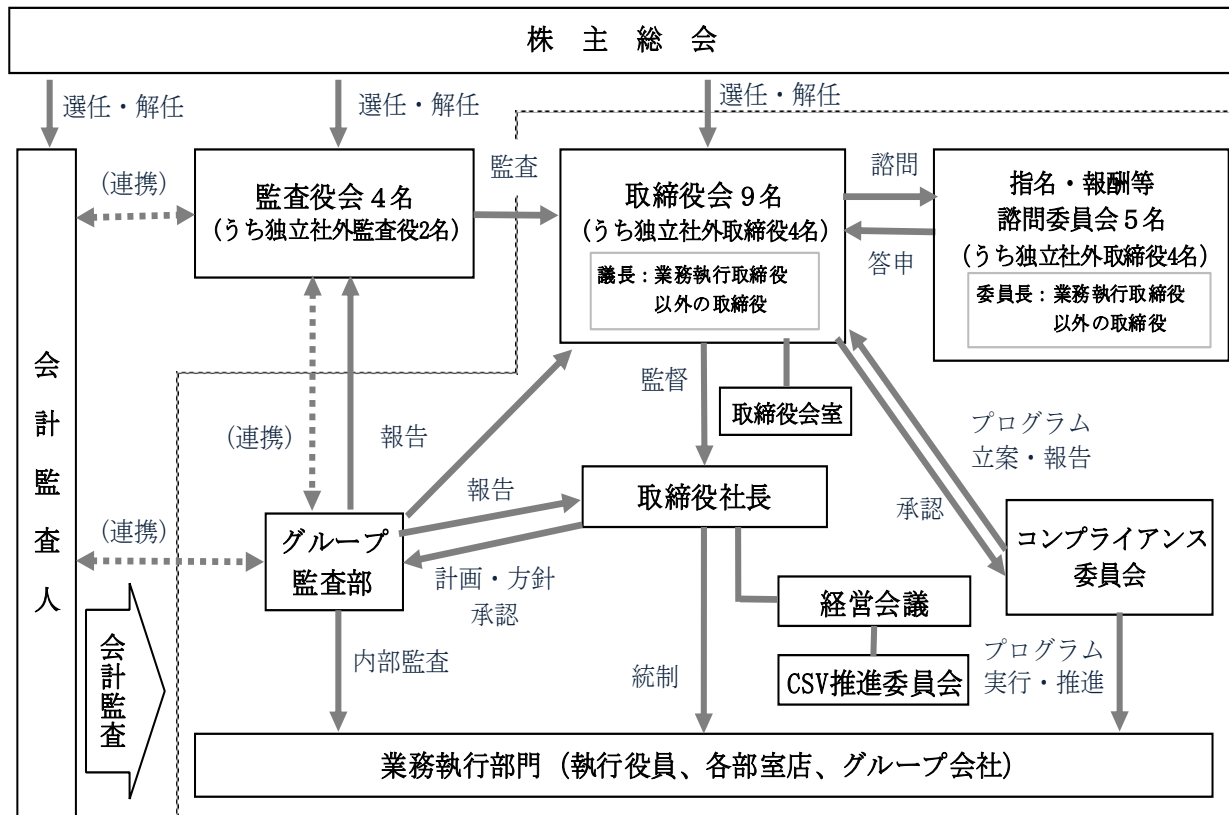 株 主 総 会
選任・解任
選任・解任
選任・解任
会計監査人
(連携)
監査役会４名
(うち独立社外監査役2名)
監査
取締役会９名
(うち独立社外取締役4名)
議長：業務執行取締役
以外の取締役
諮問
答申
指名・報酬等
諮問委員会５名
(うち独立社外取締役4名)
委員長：業務執行取締役
以外の取締役
監督
取締役会室
(連携)
報告
報告
取締役社長
プログラム
立案・報告
承認
(連携)
グループ
監査部
計画・方針
承認
コンプライアンス
委員会
経営会議
CSV推進委員会
会計監査
内部監査
統制
プログラム
実行・推進
業務執行部門（執行役員、各部室店、グループ会社）